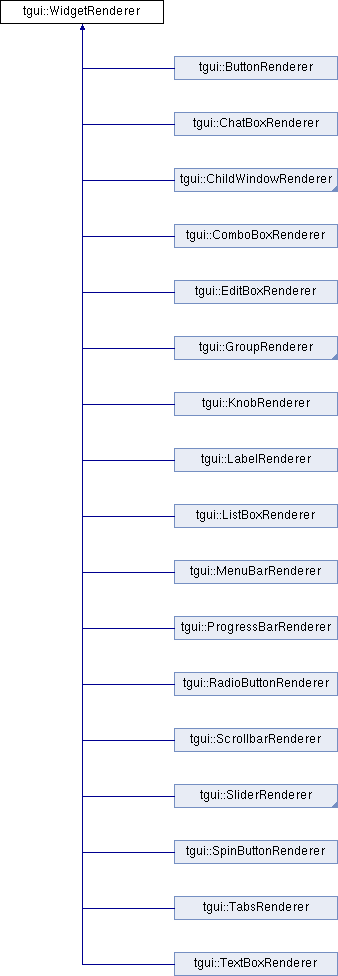 tgui::WidgetRenderer
tgui::ButtonRenderer
tgui::ChatBoxRenderer
tgui::ChildWindowRenderer
tgui::ComboBoxRenderer
tgui::EditBoxRenderer
tgui::GroupRenderer
tgui::KnobRenderer
tgui::LabelRenderer
tgui::ListBoxRenderer
tgui::MenuBarRenderer
tgui::ProgressBarRenderer
tgui::RadioButtonRenderer
tgui::ScrollbarRenderer
tgui::SliderRenderer
tgui::SpinButtonRenderer
tgui::TabsRenderer
tgui::TextBoxRenderer